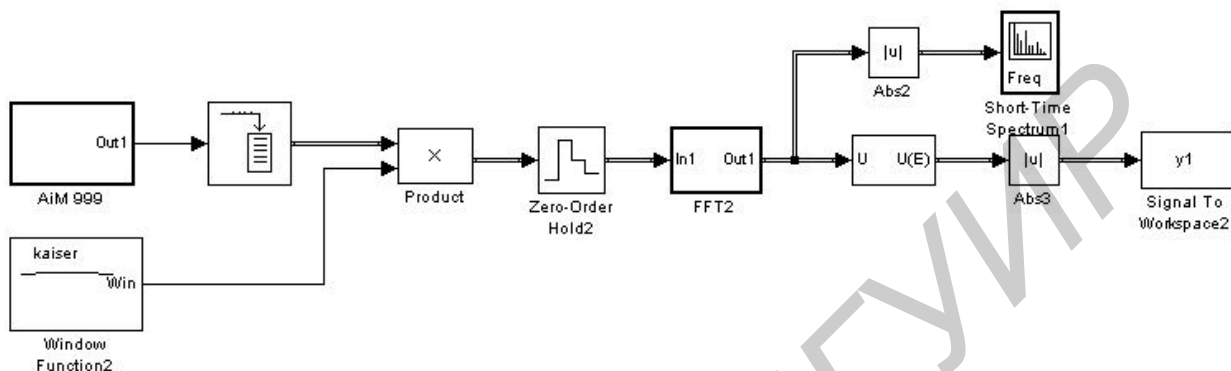 Out1
AiM 999
kaiser
Win
Window
Function2
×
Product
Zero-Order
Hold2
In1
Out1
FFT2
|u|
Abs2
Freq
Short-Time
Spectrum1
U
U(E)
|u|
Abs3
y1
Signal To
Workspace2
ГУИР